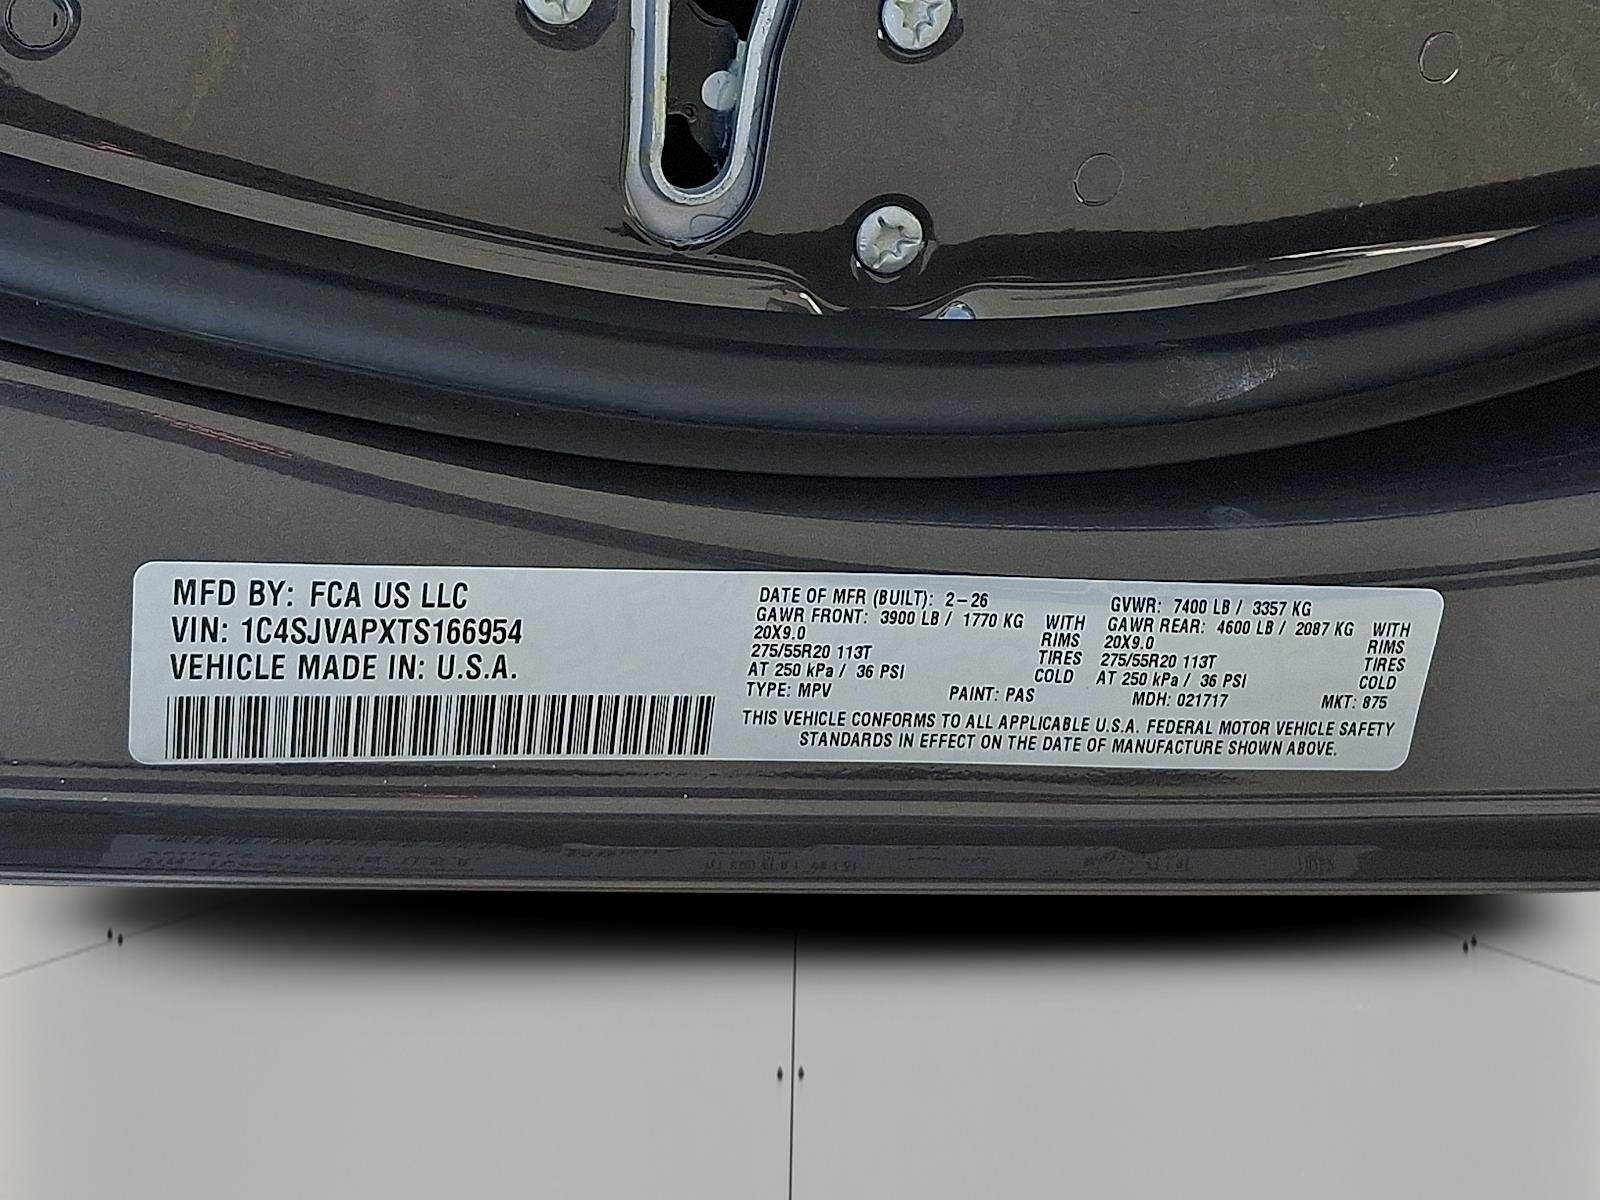 MFD BY: FCA US LLC
VIN: 1C4SJVAPXTS166954
VEHICLE MADE IN: U.S.A.
DATE OF MFR (BUILT): 2-26
GAWR FRONT: 3900 LB / 1770 KG WITH
20X9.0 RIMS
275/55R20 113T TIRES
AT 250 kPa / 36 PSI COLD
TYPE: MPV PAINT: PAS
GVWR: 7400 LB / 3357 KG
GAWR REAR: 4600 LB / 2087 KG WITH
20X9.0 RIMS
275/55R20 113T TIRES
AT 250 kPa / 36 PSI COLD
MDH: 021717 MKT: 875
THIS VEHICLE CONFORMS TO ALL APPLICABLE U.S.A. FEDERAL MOTOR VEHICLE SAFETY
STANDARDS IN EFFECT ON THE DATE OF MANUFACTURE SHOWN ABOVE.